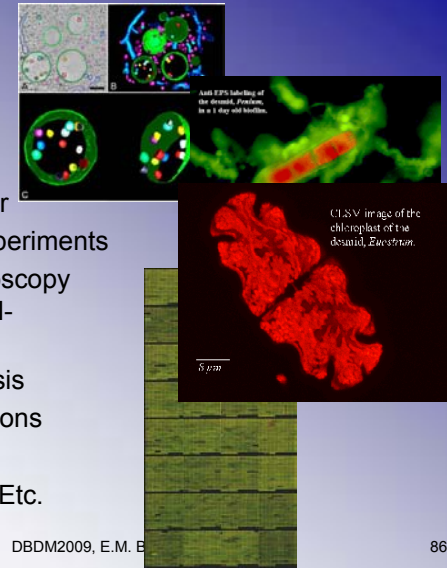 A
B
C
Anti EPS labeling of
the desmid, Penium,
in a 1 day old biofilm.
CLSM image of the
chloroplast of the
desmid, Euastrum.
5 µm
r
periments
oscopy
l-
sis
ons
Etc.
DBDM2009, E.M. B
86